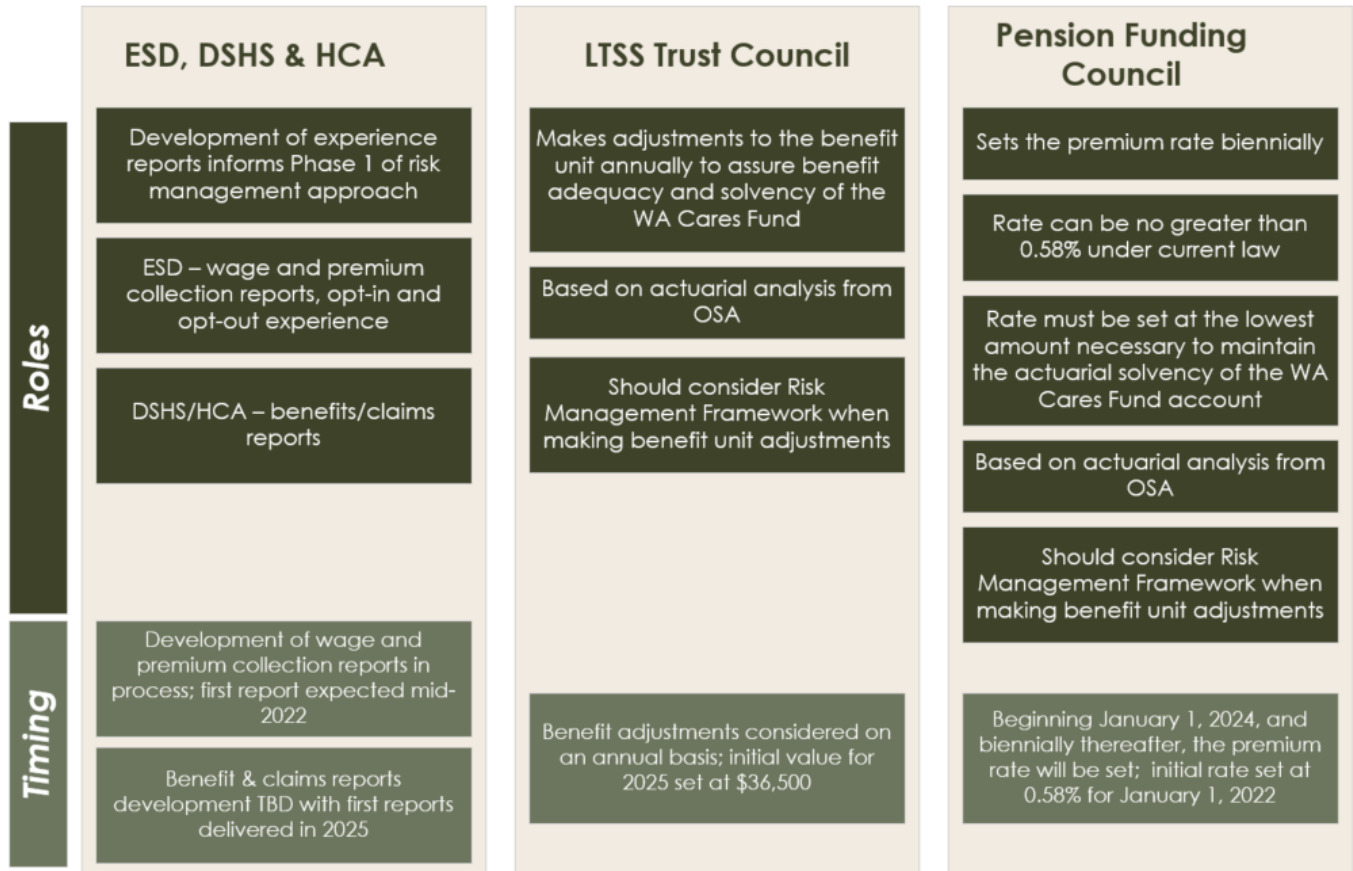 ESD, DSHS & HCA
Development of experience
reports informs Phase 1 of risk
management approach
ESD – wage and premium
collection reports, opt-in and
opt-out experience
DSHS/HCA – benefits/claims
reports
LTSS Trust Council
Makes adjustments to the benefit
unit annually to assure benefit
adequacy and solvency of the
WA Cares Fund
Based on actuarial analysis from
OSA
Should consider Risk
Management Framework when
making benefit unit adjustments
Pension Funding
Council
Sets the premium rate biennially
Rate can be no greater than
0.58% under current law
Rate must be set at the lowest
amount necessary to maintain
the actuarial solvency of the WA
Cares Fund account
Based on actuarial analysis from
OSA
Should consider Risk
Management Framework when
making benefit unit adjustments
Roles
Timing
Development of wage and
premium collection reports in
process; first report expected mid-
2022
Benefit & claims reports
development TBD with first reports
delivered in 2025
Benefit adjustments considered on
an annual basis; initial value for
2025 set at $36,500
Beginning January 1, 2024, and
biennially thereafter, the premium
rate will be set;  initial rate set at
0.58% for January 1, 2022